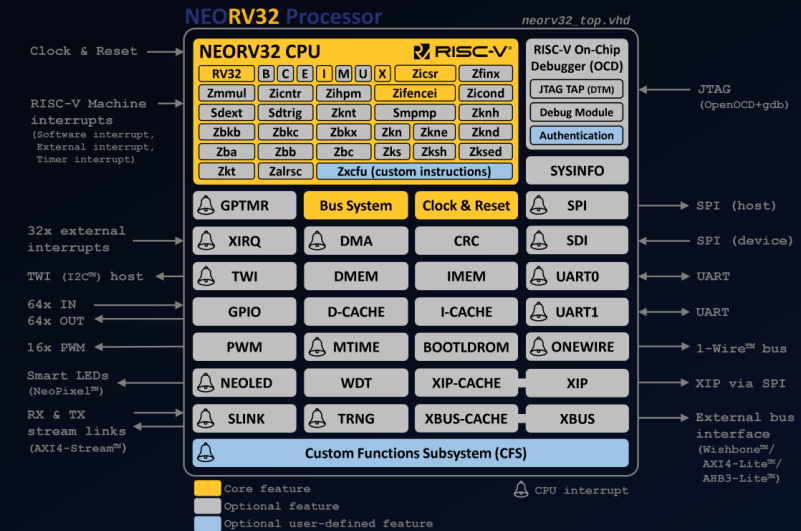 NEORV32 Processor
neorv32_top.vhd
Clock & Reset
RISC-V Machine
interrupts
(Software interrupt,
External interrupt,
Timer interrupt)
32x external
interrupts
TWI (I2C™) host
64x IN
64x OUT
16x PWM
Smart LEDs
(NeoPixel™)
RX & TX
stream links
(AXI4-Stream™)
NEORV32 CPU
RISC-V®
RV32 B C E I M U X Zicsr Zfinx
Zmmul Zicntr Zihpm Zifencei Zicond
Sdext Sdtrig Zknt Smpmp Zknh
Zbkb Zbkc Zbkx Zkn Zkne Zknd
Zba Zbb Zbc Zks Zksh Zksed
Zkt Zalrsc Zxcfu (custom instructions)
RISC-V On-Chip
Debugger (OCD)
JTAG TAP (DTM)
Debug Module
Authentication
SYSINFO
GPTMR Bus System Clock & Reset SPI
XIRQ DMA CRC SDI
TWI DMEM IMEM UART0
GPIO D-CACHE I-CACHE UART1
PWM MTIME BOOTLDROM ONEWIRE
NEOLED WDT XIP-CACHE XIP
SLINK TRNG XBUS-CACHE XBUS
Custom Functions Subsystem (CFS)
JTAG
(OpenOCD+gdb)
SPI (host)
SPI (device)
UART
UART
1-Wire™ bus
XIP via SPI
External bus
interface
(Wishbone™/
AXI4-Lite™/
AHB3-Lite™)
Core feature
Optional feature
Optional user-defined feature
CPU interrupt